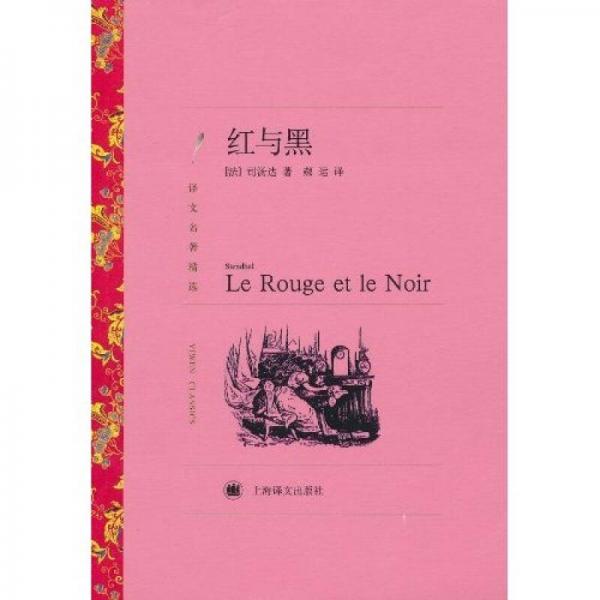 红与黑
[法] 司汤达 著 郝运 译
译文名著精选
YIWEN CLASSICS
Stendhal
Le Rouge et le Noir
上海译文出版社